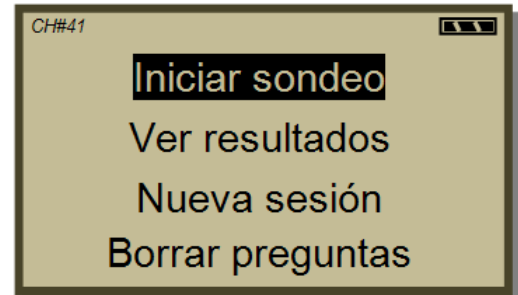 CH#41
Iniciar sondeo
Ver resultados
Nueva sesión
Borrar preguntas